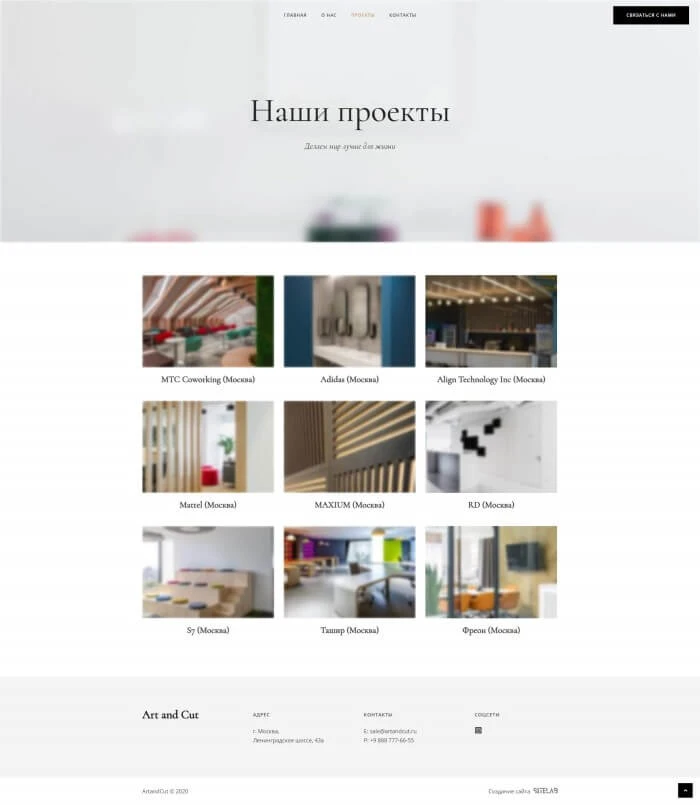 ГЛАВНАЯ О НАС ПРОЕКТЫ КОНТАКТЫ СВЯЗАТЬСЯ С НАМИ
Наши проекты
Делаем мир лучше для жизни
МТС Coworking (Москва) Adidas (Москва) Align Technology Inc (Москва)
Mattel (Москва) MAXIUM (Москва) RD (Москва)
S7 (Москва) Ташир (Москва) Фреон (Москва)
Art and Cut АДРЕС КОНТАКТЫ СОЦСЕТИ
г. Москва, E: sale@artandcut.ru
Ленинградское шоссе, 43а P: +9 888 777-66-55
ArtandCut © 2020 Создание сайта SITELAB